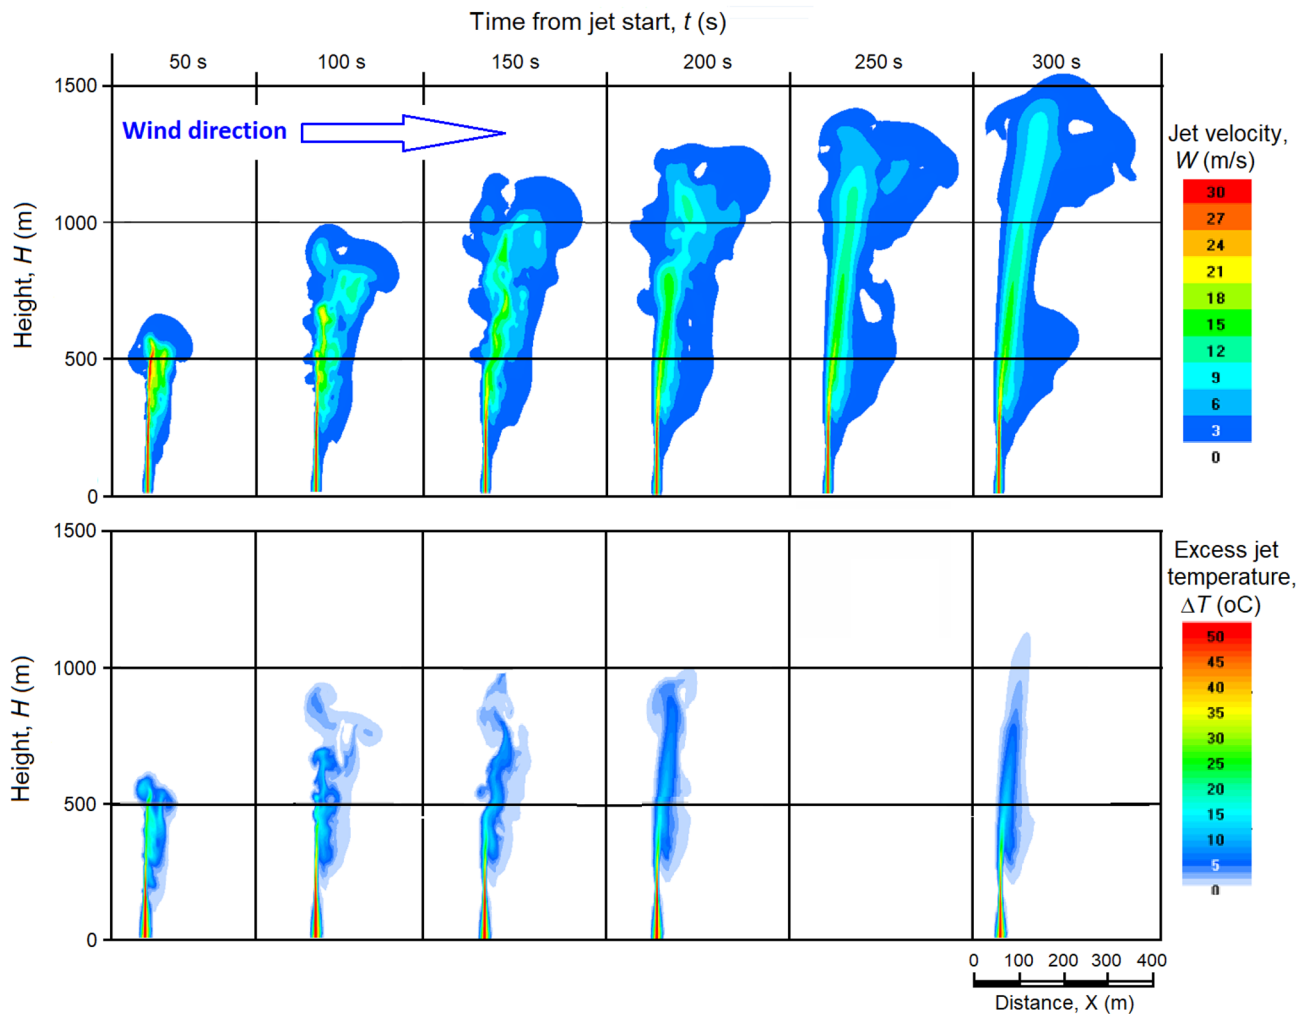 Time from jet start, t (s)
50 s 100 s 150 s 200 s 250 s 300 s
Wind direction
Height, H (m)
1500
1000
500
0
Jet velocity,
W (m/s)
30
27
24
21
18
15
12
9
6
3
0
Height, H (m)
1500
1000
500
0
Excess jet
temperature,
ΔT (oC)
50
45
40
35
30
25
20
15
10
5
0
0 100 200 300 400
Distance, X (m)